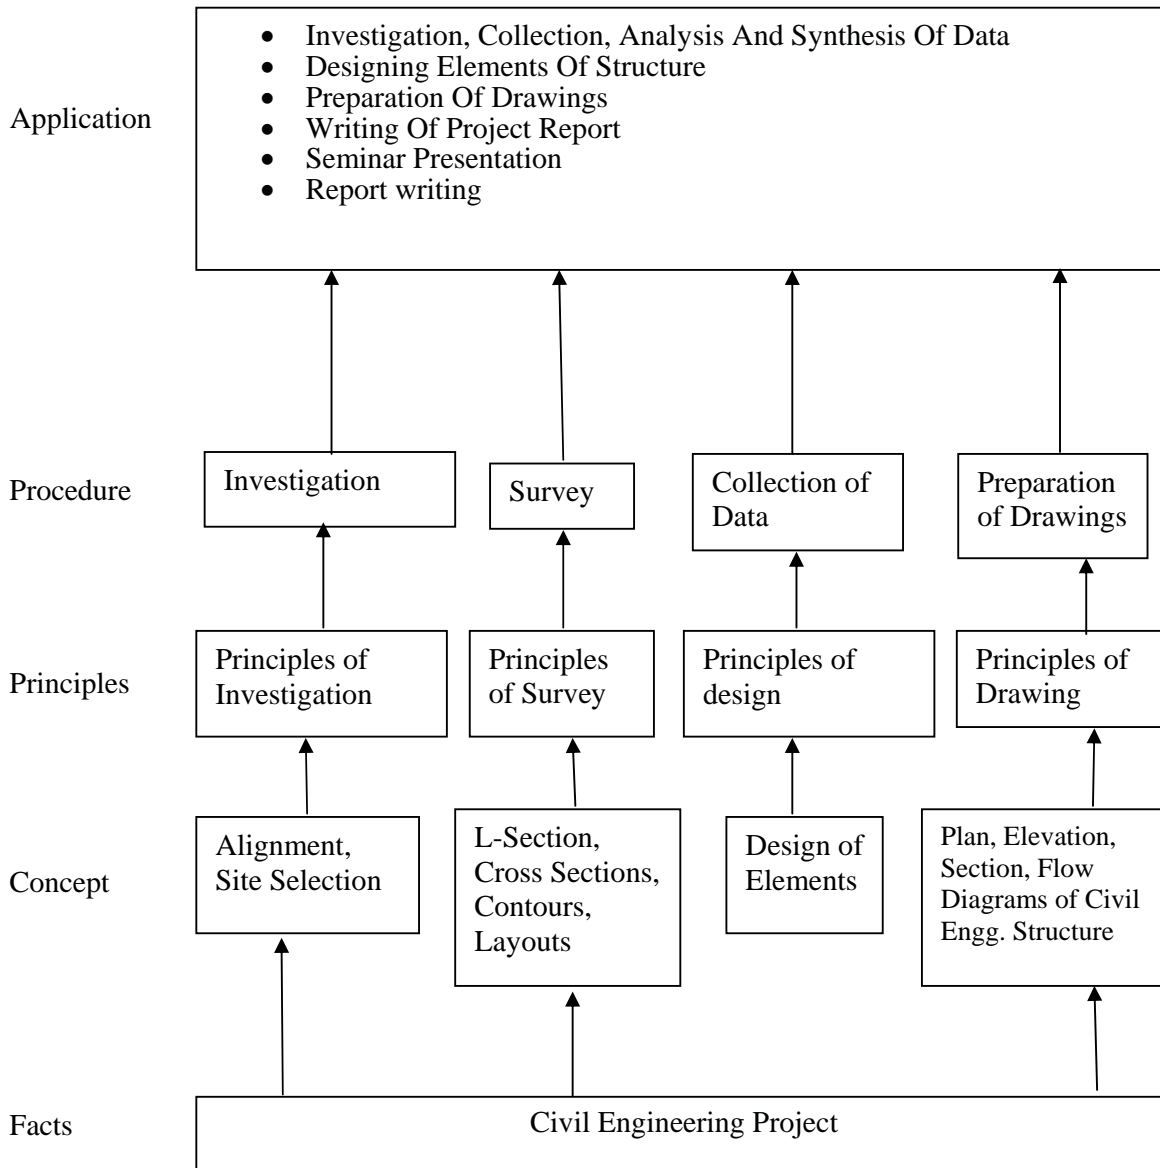 Application
• Investigation, Collection, Analysis And Synthesis Of Data
• Designing Elements Of Structure
• Preparation Of Drawings
• Writing Of Project Report
• Seminar Presentation
• Report writing
Procedure
Investigation
Survey
Collection of
Data
Preparation
of Drawings
Principles
Principles of
Investigation
Principles
of Survey
Principles of
design
Principles of
Drawing
Concept
Alignment,
Site Selection
L-Section,
Cross Sections,
Contours,
Layouts
Design of
Elements
Plan, Elevation,
Section, Flow
Diagrams of Civil
Engg. Structure
Facts
Civil Engineering Project